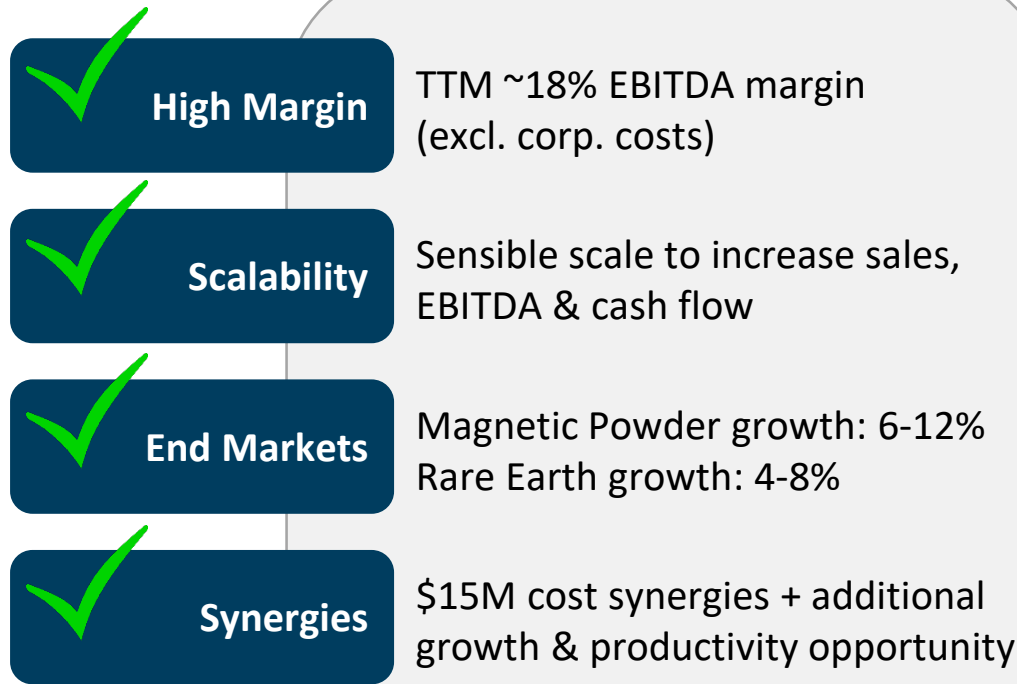 High Margin
TTM ~18% EBITDA margin
(excl. corp. costs)
Scalability
Sensible scale to increase sales,
EBITDA & cash flow
End Markets
Magnetic Powder growth: 6-12%
Rare Earth growth: 4-8%
Synergies
$15M cost synergies + additional
growth & productivity opportunity